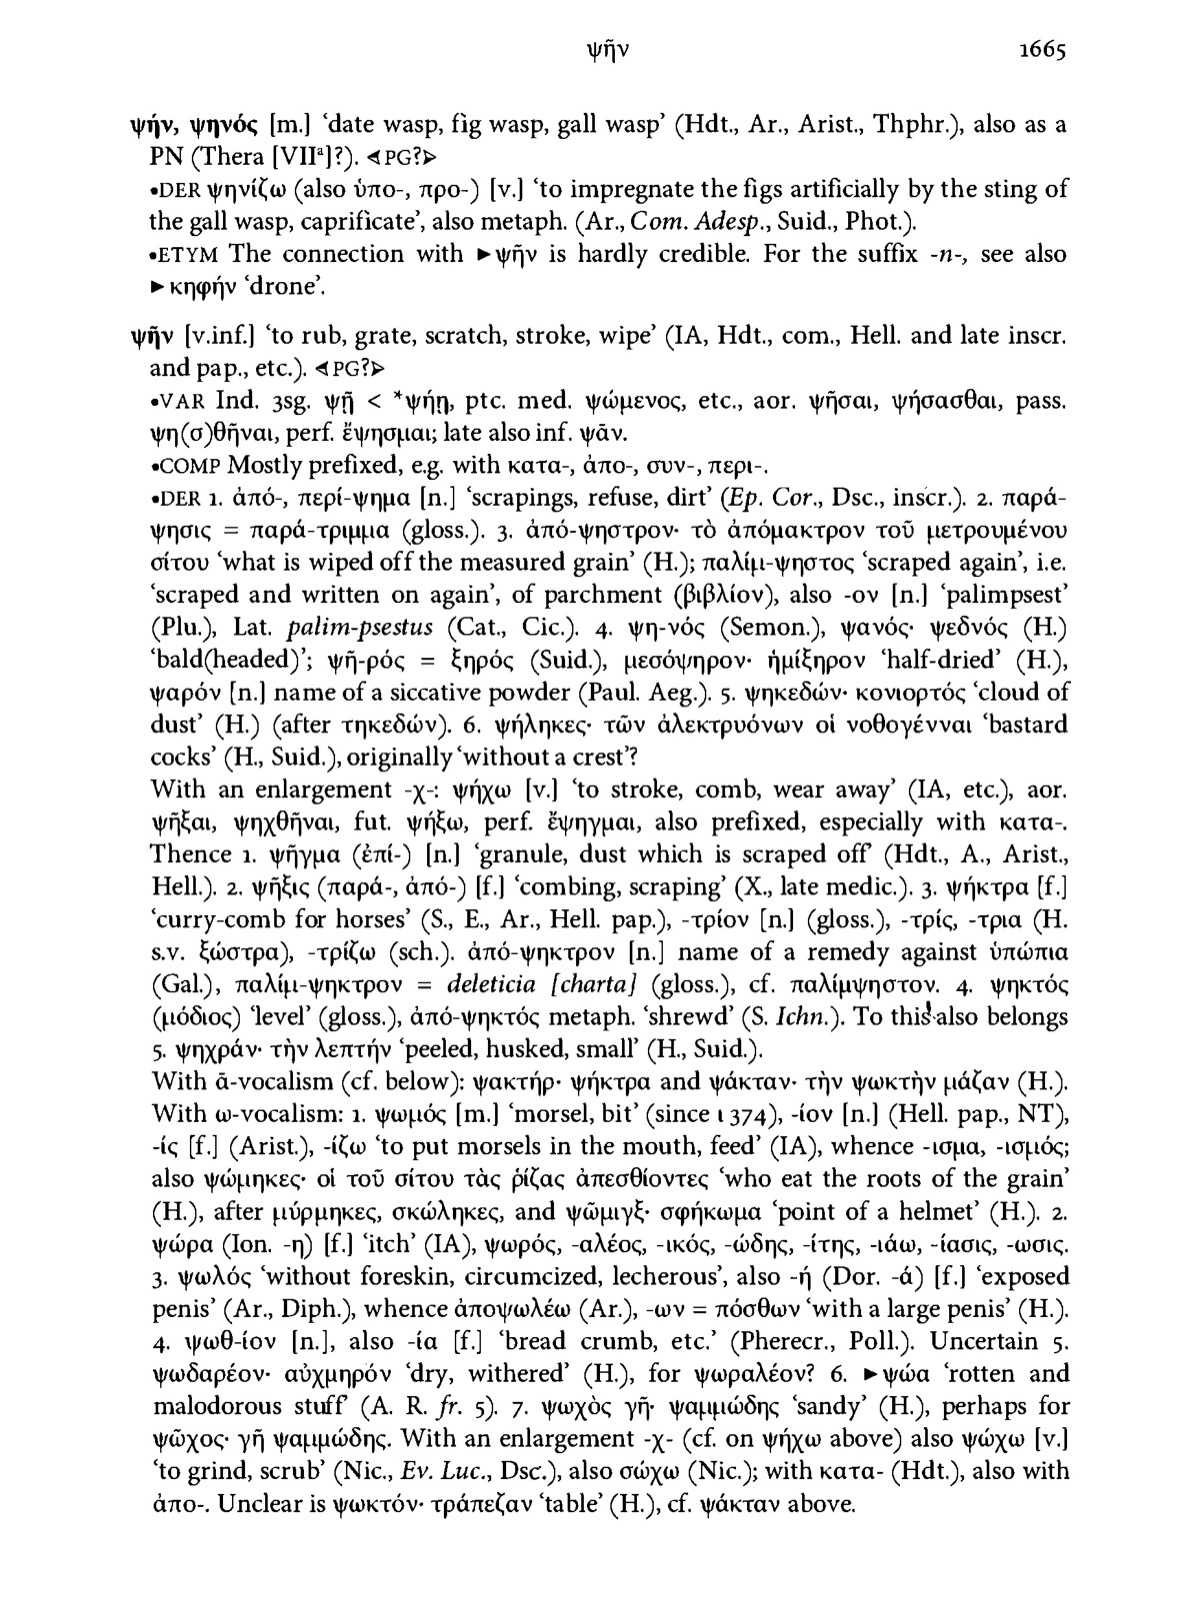 ψῆν 1665
ψήν, ψηνός [m.] ‘date wasp, fig wasp, gall wasp’ (Hdt., Ar., Arist., Thphr.), also as a
PN (Thera [VIIª]?). ⊲PG?⊳
•DER ψηνίζω (also ὑπο-, προ-) [v.] ‘to impregnate the figs artificially by the sting of
the gall wasp, caprificate’, also metaph. (Ar., Com. Adesp., Suid., Phot.).
•ETYM The connection with ►ψῆν is hardly credible. For the suffix -n-, see also
►κηφήν ‘drone’.
ψῆν [v.inf.] ‘to rub, grate, scratch, stroke, wipe’ (IA, Hdt., com., Hell. and late inscr.
and pap., etc.). ⊲PG?⊳
•VAR Ind. 3sg. ψῇ < *ψήῃ, ptc. med. ψώμενος, etc., aor. ψῆσαι, ψήσασθαι, pass.
ψη(σ)θῆναι, perf. ἔψησμαι; late also inf. ψᾶν.
•COMP Mostly prefixed, e.g. with κατα-, ἀπο-, συν-, περι-.
•DER 1. ἀπό-, περί-ψημα [n.] ‘scrapings, refuse, dirt’ (Ep. Cor., Dsc., inscr.). 2. παρά-
ψησις = παρά-τριμμια (gloss.). 3. ἀπό-ψηστρον· τὸ ἀπόμακτρον τοῦ μετρουμένου
σίτου ‘what is wiped off the measured grain’ (H.); παλίμι-ψηστος ‘scraped again’, i.e.
‘scraped and written on again’, of parchment (βιβλίον), also -ον [n.] ‘palimpsest’
(Plu.), Lat. palim-psestus (Cat., Cic.). 4. ψη-νός (Semon.), ψανός· ψεδνός (H.)
‘bald(headed)’; ψῆ-ρός = ξηρός (Suid.), μεσόψηρον· ἡμίξηρον ‘half-dried’ (H.),
ψαρόν [n.] name of a siccative powder (Paul. Aeg.). 5. ψηκεδών· κονιορτός ‘cloud of
dust’ (H.) (after τηκεδών). 6. ψήληκες· τῶν ἀλεκτρυόνων οἱ νοθογένναι ‘bastard
cocks’ (H., Suid.), originally ‘without a crest’?
With an enlargement -χ-: ψήχω [v.] ‘to stroke, comb, wear away’ (IA, etc.), aor.
ψῆξαι, ψηχθῆναι, fut. ψήξω, perf. ἔψηγμαι, also prefixed, especially with κατα-.
Thence 1. ψῆγμα (ἐπί-) [n.] ‘granule, dust which is scraped off’ (Hdt., A., Arist.,
Hell.). 2. ψῆξις (παρά-, ἀπό-) [f.] ‘combing, scraping’ (X., late medic.). 3. ψήκτρα [f.]
‘curry-comb for horses’ (S., E., Ar., Hell. pap.), -τρίον [n.] (gloss.), -τρίς, -τρια (H.
s.v. ξώστρα), -τρίζω (sch.). ἀπό-ψηκτρον [n.] name of a remedy against ὑπώπια
(Gal.), παλίμι-ψηκτρον = deleticia [charta] (gloss.), cf. παλίμψηστον. 4. ψηκτός
(μόδιος) ‘level’ (gloss.), ἀπό-ψηκτός metaph. ‘shrewd’ (S. Ichn.). To this also belongs
5. ψηχράν· τὴν λεπτήν ‘peeled, husked, small’ (H., Suid.).
With ᾱ-vocalism (cf. below): ψακτήρ· ψήκτρα and ψάκταν· τὴν ψωκτὴν μάζαν (H.).
With ω-vocalism: 1. ψωμός [m.] ‘morsel, bit’ (since ι 374), -ίον [n.] (Hell. pap., NT),
-ίς [f.] (Arist.), -ίζω ‘to put morsels in the mouth, feed’ (IA), whence -ισμα, -ισμός;
also ψώμηκες· οἱ τοῦ σίτου τὰς ῥίζας ἀπεσθίοντες ‘who eat the roots of the grain’
(H.), after μύρμηκες, σκώληκες, and ψῶμιγξ· σφήκωμα ‘point of a helmet’ (H.). 2.
ψώρα (Ion. -η) [f.] ‘itch’ (IA), ψωρός, -αλέος, -ικός, -ώδης, -ίτης, -ιάω, -ίασις, -ωσις.
3. ψωλός ‘without foreskin, circumcized, lecherous’, also -ή (Dor. -ά) [f.] ‘exposed
penis’ (Ar., Diph.), whence ἀποψωλέω (Ar.), -ων = πόσθων ‘with a large penis’ (H.).
4. ψωθ-ίον [n.], also -ία [f.] ‘bread crumb, etc.’ (Pherecr., Poll.). Uncertain 5.
ψωδαρέον· αὐχμηρόν ‘dry, withered’ (H.), for ψωραλέον? 6. ►ψώα ‘rotten and
malodorous stuff’ (A. R. fr. 5). 7. ψωχὸς γῆ· ψαμμιώδης ‘sandy’ (H.), perhaps for
ψῶχος· γῆ ψαμμώδης. With an enlargement -χ- (cf. on ψήχω above) also ψώχω [v.]
‘to grind, scrub’ (Nic., Ev. Luc., Dsc.), also σώχω (Nic.); with κατα- (Hdt.), also with
ἀπο-. Unclear is ψωκτόν· τράπεζαν ‘table’ (H.), cf. ψάκταν above.